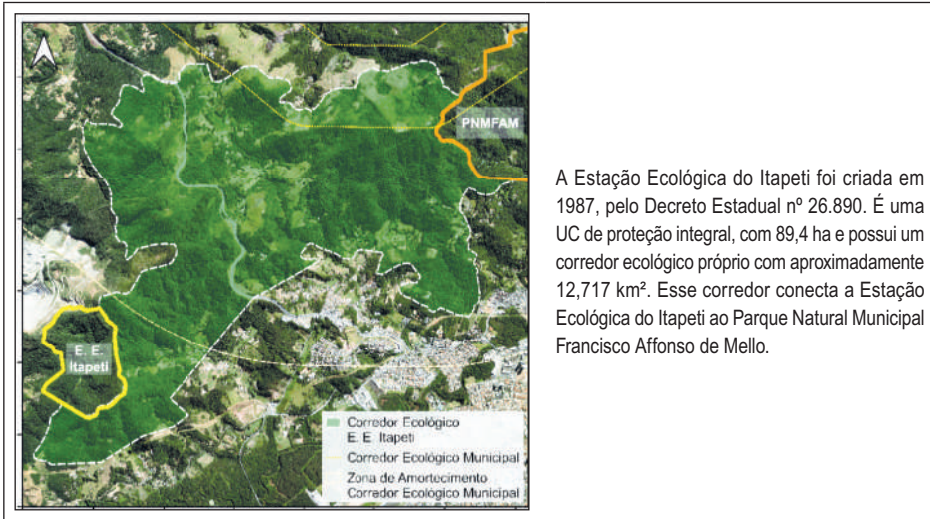 PNMFAM
E. E.
Itapeti
Corredor Ecológico
E. E. Itapeti
Corredor Ecológico Municipal
Zona de Amortecimento
Corredor Ecológico Municipal
A Estação Ecológica do Itapeti foi criada em
1987, pelo Decreto Estadual nº 26.890. É uma
UC de proteção integral, com 89,4 ha e possui um
corredor ecológico próprio com aproximadamente
12,717 km². Esse corredor conecta a Estação
Ecológica do Itapeti ao Parque Natural Municipal
Francisco Affonso de Mello.